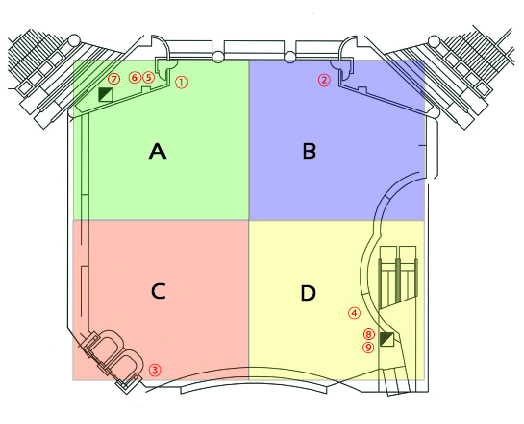 ⑦ ⑥ ⑤ ① ②
A B
C D
④
⑧
⑨
③